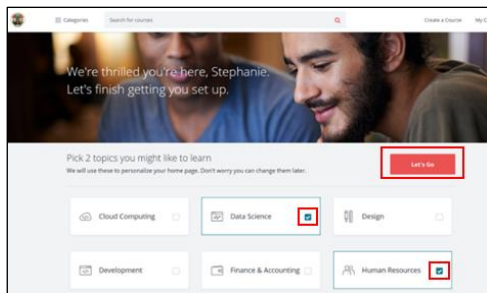 Categories Search for courses Create a Course My C
We're thrilled you're here, Stephanie.
Let's finish getting you set up.
Pick 2 topics you might like to learn
We will use these to personalize your home page. Don't worry you can change them later.
Let's Go
Cloud Computing Data Science Design
Development Finance & Accounting Human Resources